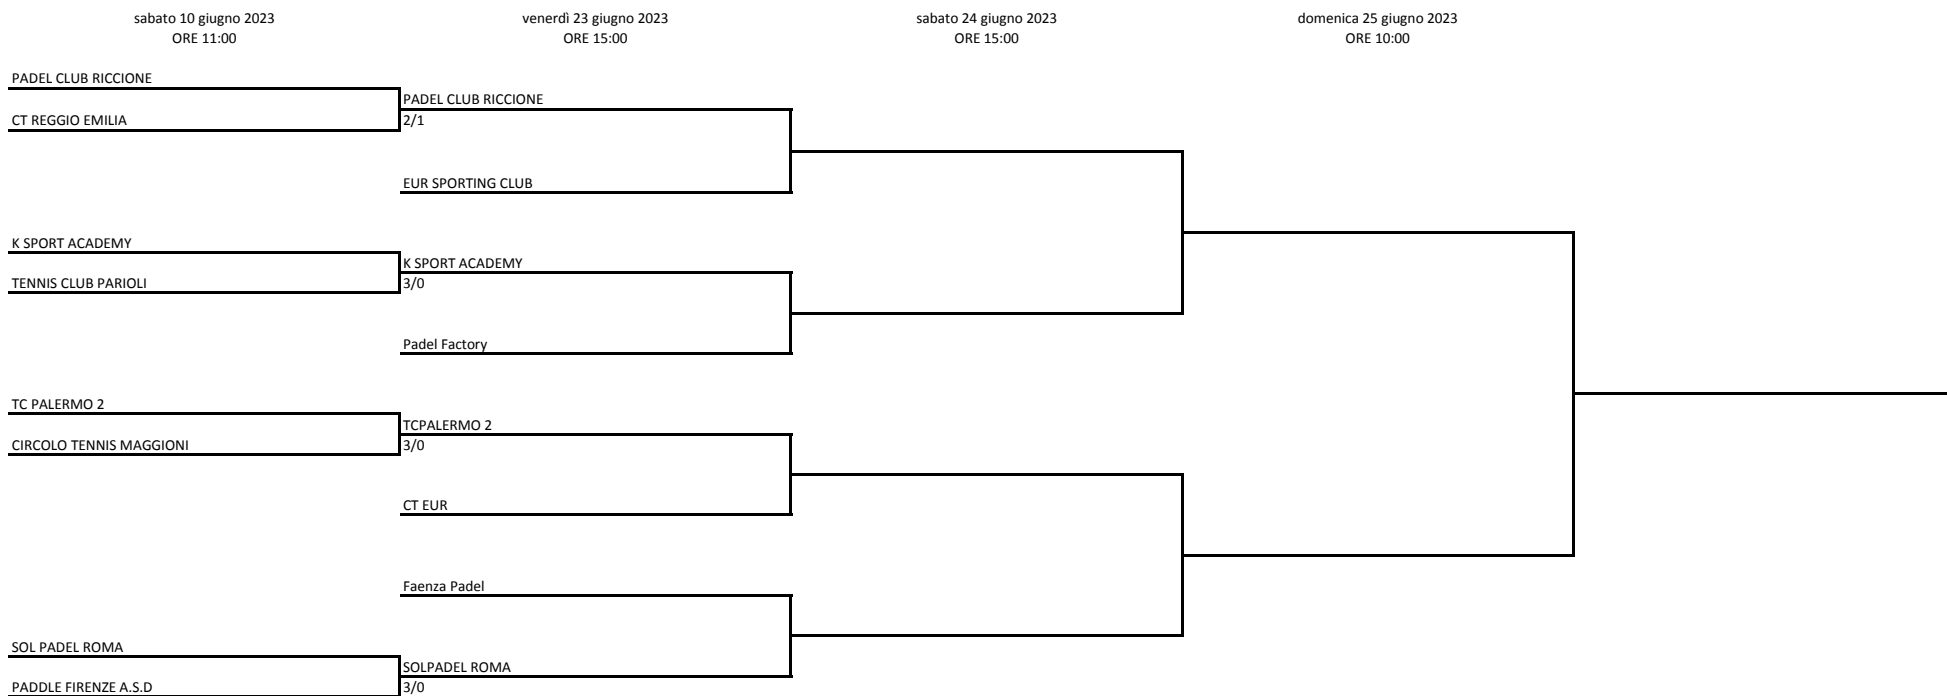 sabato 10 giugno 2023
ORE 11:00
venerdì 23 giugno 2023
ORE 15:00
sabato 24 giugno 2023
ORE 15:00
domenica 25 giugno 2023
ORE 10:00
PADEL CLUB RICCIONE
PADEL CLUB RICCIONE
CT REGGIO EMILIA
2/1
EUR SPORTING CLUB
K SPORT ACADEMY
K SPORT ACADEMY
TENNIS CLUB PARIOLI
3/0
Padel Factory
TC PALERMO 2
TCPALERMO 2
CIRCOLO TENNIS MAGGIONI
3/0
CT EUR
Faenza Padel
SOL PADEL ROMA
SOLPADEL ROMA
PADDLE FIRENZE A.S.D
3/0